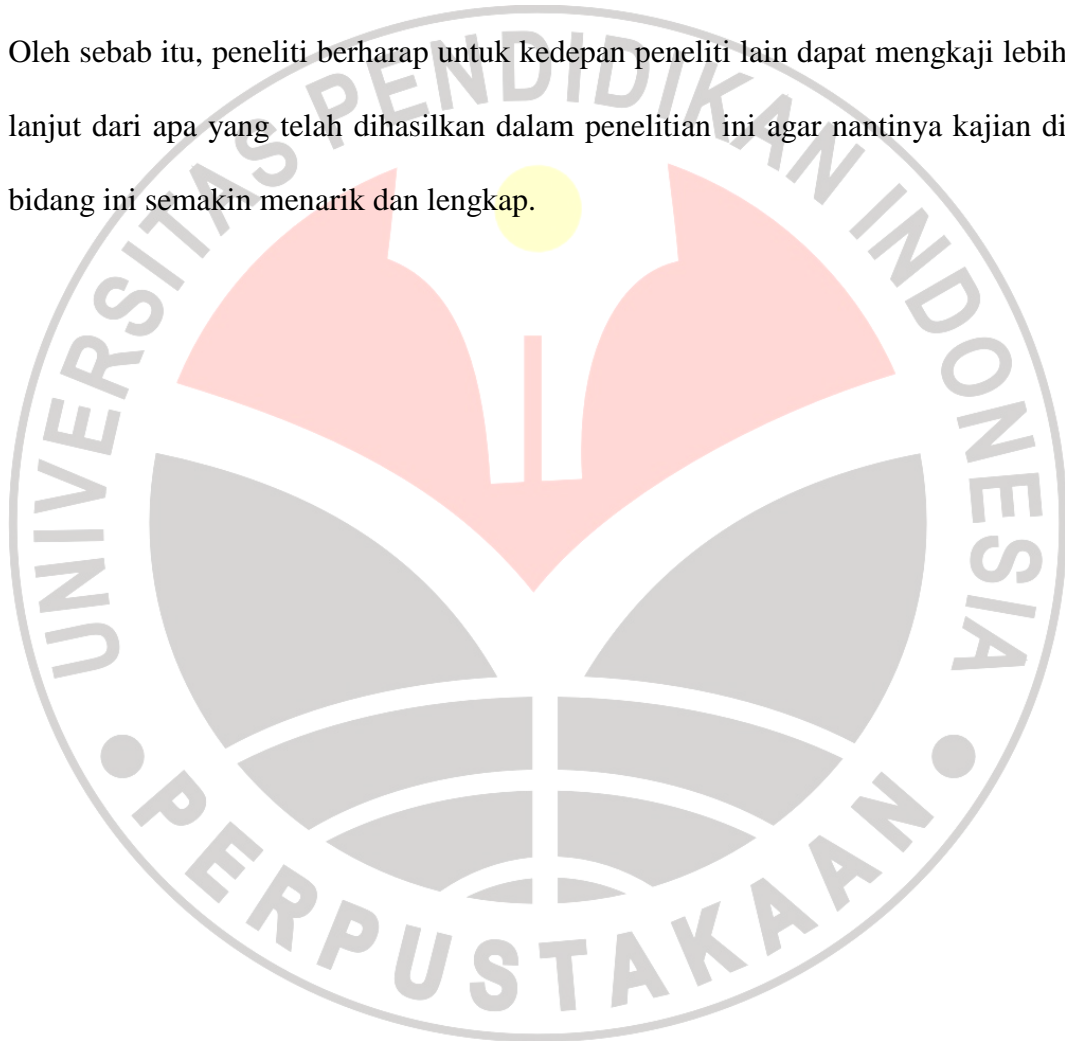 Oleh sebab itu, peneliti berharap untuk kedepan peneliti lain dapat mengkaji lebih
lanjut dari apa yang telah dihasilkan dalam penelitian ini agar nantinya kajian di
bidang ini semakin menarik dan lengkap.
UNIVERSITAS PENDIDIKAN INDONESIA
PERPUSTAKAAN